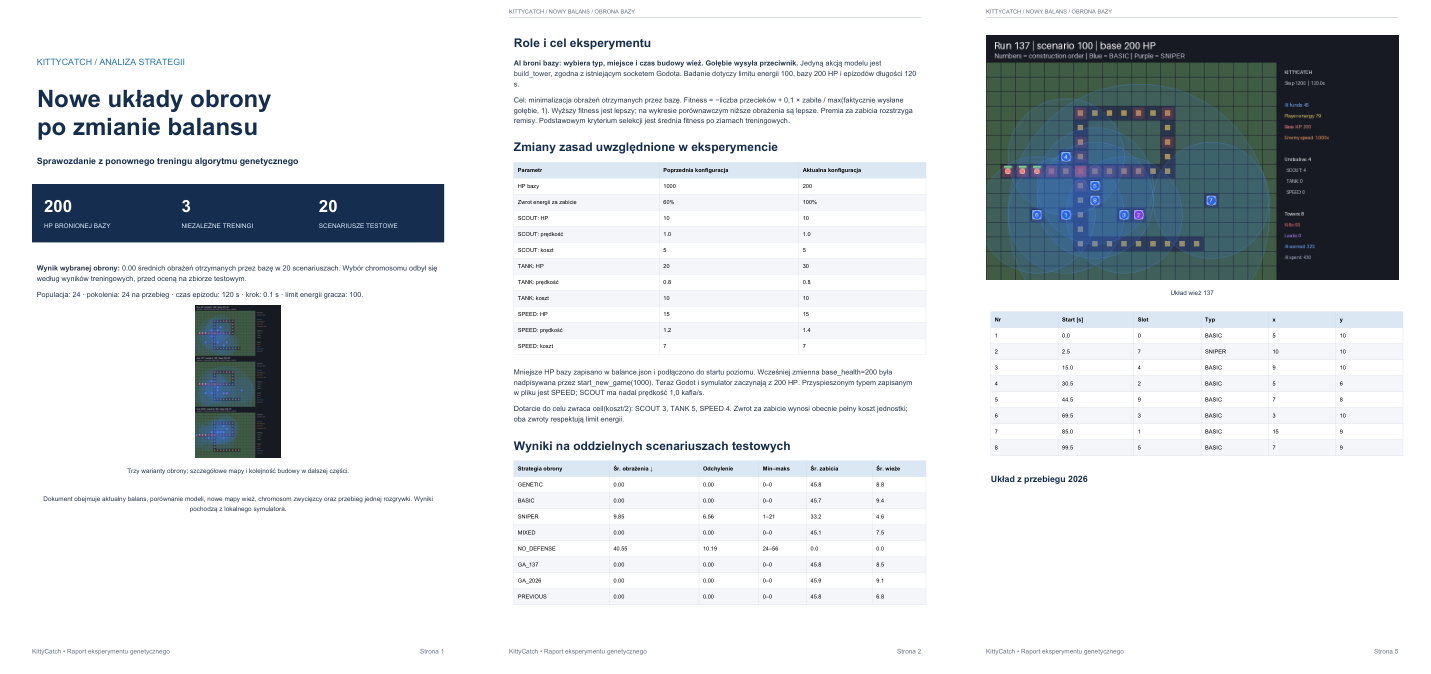 KITTYCATCH / ANALIZA STRATEGII
Nowe układy obrony
po zmianie balansu
Sprawozdanie z ponownego treningu algorytmu genetycznego
200 3 20
HP BRONIONEJ BAZY NIEZALEŻNE TRENINGI SCENARIUSZE TESTOWE
Wynik wybranej obrony: 0.00 średnich obrażeń otrzymanych przez bazę w 20 scenariuszach. Wybór chromosomu odbył się
według wyników treningowych, przed oceną na zbiorze testowym.
Populacja: 24 · pokolenia: 24 na przebieg · czas epizodu: 120 s · krok: 0.1 s · limit energii gracza: 100.
Trzy warianty obrony; szczegółowe mapy i kolejność budowy w dalszej części.
Dokument obejmuje aktualny balans, porównanie modeli, nowe mapy wież, chromosom zwycięzcy oraz przebieg jednej rozgrywki. Wyniki
pochodzą z lokalnego symulatora.
KittyCatch • Raport eksperymentu genetycznego Strona 1
KITTYCATCH / NOWY BALANS / OBRONA BAZY
Role i cel eksperymentu
AI broni bazy: wybiera typ, miejsce i czas budowy wież. Gołębie wysyła przeciwnik. Jedyną akcją modelu jest
build_tower, zgodna z istniejącym socketem Godota. Badanie dotyczy limitu energii 100, bazy 200 HP i epizodów długości 120
s.
Cel: minimalizacja obrażeń otrzymanych przez bazę. Fitness = −liczba przecieków + 0,1 × zabite / max(faktycznie wysłane
gołębie, 1). Wyższy fitness jest lepszy; na wykresie porównawczym niższe obrażenia są lepsze. Premia za zabicia rozstrzyga
remisy. Podstawowym kryterium selekcji jest średnia fitness po ziarnach treningowych.
Zmiany zasad uwzględnione w eksperymencie
Parametr Poprzednia konfiguracja Aktualna konfiguracja
HP bazy 1000 200
Zwrot energii za zabicie 60% 100%
SCOUT: HP 10 10
SCOUT: prędkość 1.0 1.0
SCOUT: koszt 5 5
TANK: HP 20 30
TANK: prędkość 0.8 0.8
TANK: koszt 10 10
SPEED: HP 15 15
SPEED: prędkość 1.2 1.4
SPEED: koszt 7 7
Mniejsze HP bazy zapisano w balance.json i podłączono do startu poziomu. Wcześniej zmienna base_health=200 była
nadpisywana przez start_new_game(1000). Teraz Godot i symulator zaczynają z 200 HP. Przyspieszonym typem zapisanym
w pliku jest SPEED; SCOUT ma nadal prędkość 1,0 kafla/s.
Dotarcie do celu zwraca ceil(koszt/2): SCOUT 3, TANK 5, SPEED 4. Zwrot za zabicie wynosi obecnie pełny koszt jednostki;
oba zwroty respektują limit energii.
Wyniki na oddzielnych scenariuszach testowych
Strategia obrony Śr. obrażenia ↓ Odchylenie Min–maks Śr. zabicia Śr. wieże
GENETIC 0.00 0.00 0–0 45.8 8.8
BASIC 0.00 0.00 0–0 45.7 9.4
SNIPER 9.85 6.56 1–21 33.2 4.6
MIXED 0.00 0.00 0–0 45.1 7.5
NO_DEFENSE 40.55 10.19 24–56 0.0 0.0
GA_137 0.00 0.00 0–0 45.8 8.5
GA_2026 0.00 0.00 0–0 45.9 9.1
PREVIOUS 0.00 0.00 0–0 45.8 6.8
KittyCatch • Raport eksperymentu genetycznego Strona 2
KITTYCATCH / NOWY BALANS / OBRONA BAZY
Run 137 | scenario 100 | base 200 HP
Numbers = construction order | Blue = BASIC | Purple = SNIPER
KITTYCATCH
Step 1200 | 120.0s
Player energy 79
SCOUT 4
TANK 0
SPEED 0
Towers 8
Układ wież 137
Nr Start [s] Slot Typ x y
1 0.0 0 BASIC 5 10
2 2.5 7 SNIPER 10 10
3 15.0 4 BASIC 9 10
4 30.5 2 BASIC 5 6
5 44.5 9 BASIC 7 8
6 69.5 3 BASIC 3 10
7 85.0 1 BASIC 15 9
8 99.5 5 BASIC 7 9
Układ z przebiegu 2026
KittyCatch • Raport eksperymentu genetycznego Strona 5